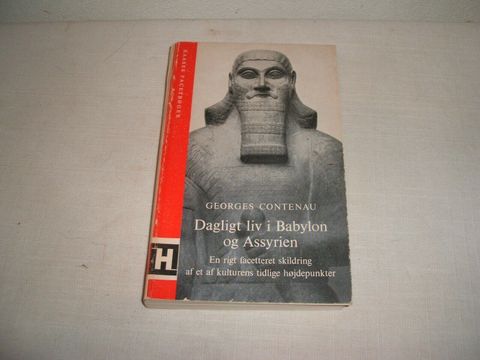 GEORGES CONTENAU
Dagligt liv i Babylon
og Assyrien
En rigt facetteret skildring
af et af kulturens tidlige højdepunkter
H